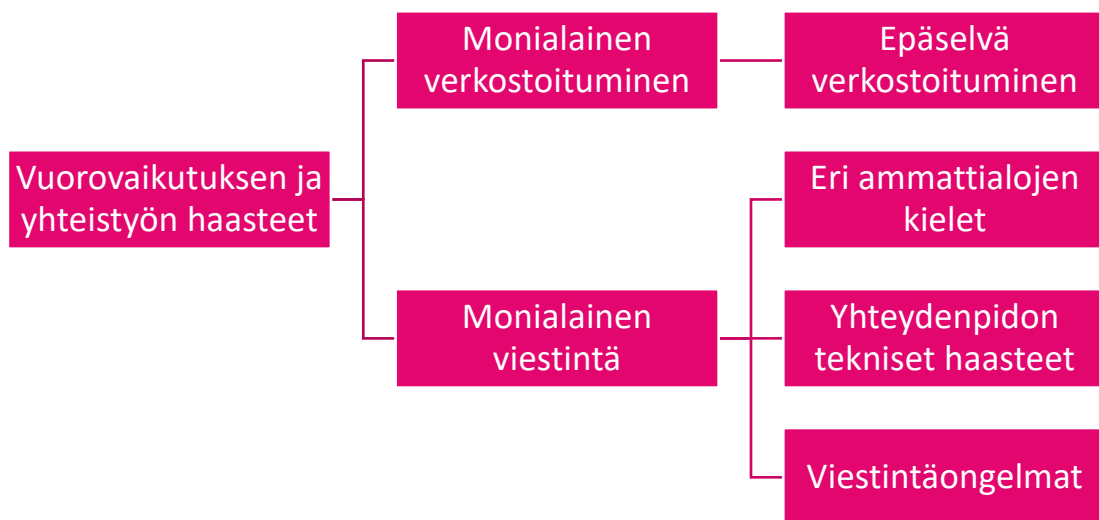 Monialainen
verkostoituminen
Epäselvä
verkostoituminen
Vuorovaikutuksen ja
yhteistyön haasteet
Eri ammattialojen
kielet
Monialainen
viestintä
Yhteydenpidon
tekniset haasteet
Viestintäongelmat